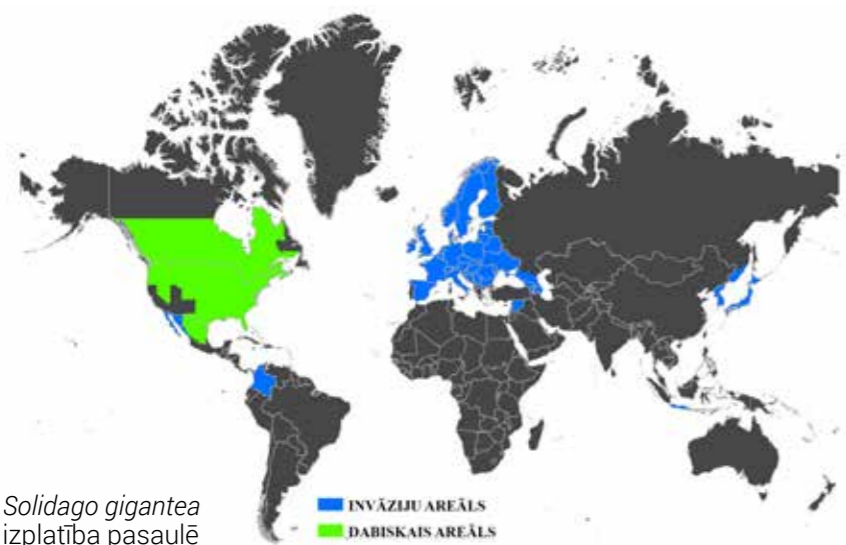 Solidago gigantea
izplatība pasaulē
INVĀZIJU AREĀLS
DABISKAIS AREĀLS